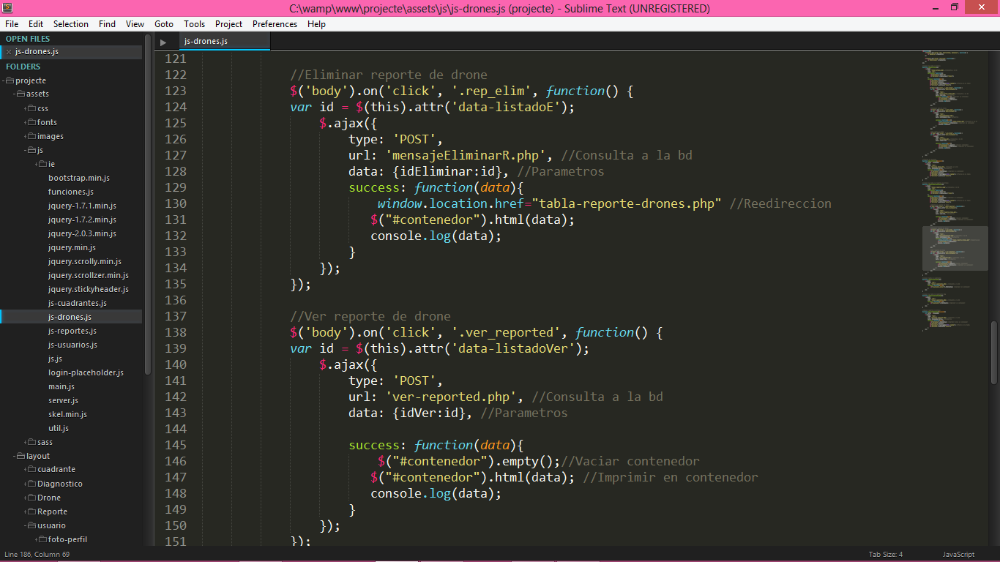 C:\wamp\www\projecte\assets\js\js-drones.js (projecte) - Sublime Text (UNREGISTERED)
File Edit Selection Find View Goto Tools Project Preferences Help
OPEN FILES
js-drones.js
FOLDERS
projecte
assets
css
fonts
images
js
ie
bootstrap.min.js
funciones.js
jquery-1.7.1.min.js
jquery-1.7.2.min.js
jquery-2.0.3.min.js
jquery.min.js
jquery.scrolly.min.js
jquery.scrollzer.min.js
jquery.stickyheader.js
js-cuadrantes.js
js-drones.js
js-reportes.js
js-usuarios.js
js.js
login-placeholder.js
main.js
server.js
skel.min.js
util.js
sass
layout
cuadrante
Diagnostico
Drone
Reporte
usuario
foto-perfil
js-drones.js
121
122 //Eliminar reporte de drone
123 $('body').on('click', '.rep_elim', function() {
124 var id = $(this).attr('data-listadoE');
125 $.ajax({
126 type: 'POST',
127 url: 'mensajeEliminarR.php', //Consulta a la bd
128 data: {idEliminar:id}, //Parametros
129 success: function(data){
130 window.location.href="tabla-reporte-drones.php" //Reedireccion
131 $("#contenedor").html(data);
132 console.log(data);
133 }
134 });
135 });
136
137 //Ver reporte de drone
138 $('body').on('click', '.ver_reported', function() {
139 var id = $(this).attr('data-listadoVer');
140 $.ajax({
141 type: 'POST',
142 url: 'ver-reported.php', //Consulta a la bd
143 data: {idVer:id}, //Parametros
144
145 success: function(data){
146 $("#contenedor").empty();//Vaciar contenedor
147 $("#contenedor").html(data); //Imprimir en contenedor
148 console.log(data);
149 }
150 });
151 });
Line 186, Column 69
Tab Size: 4
JavaScript